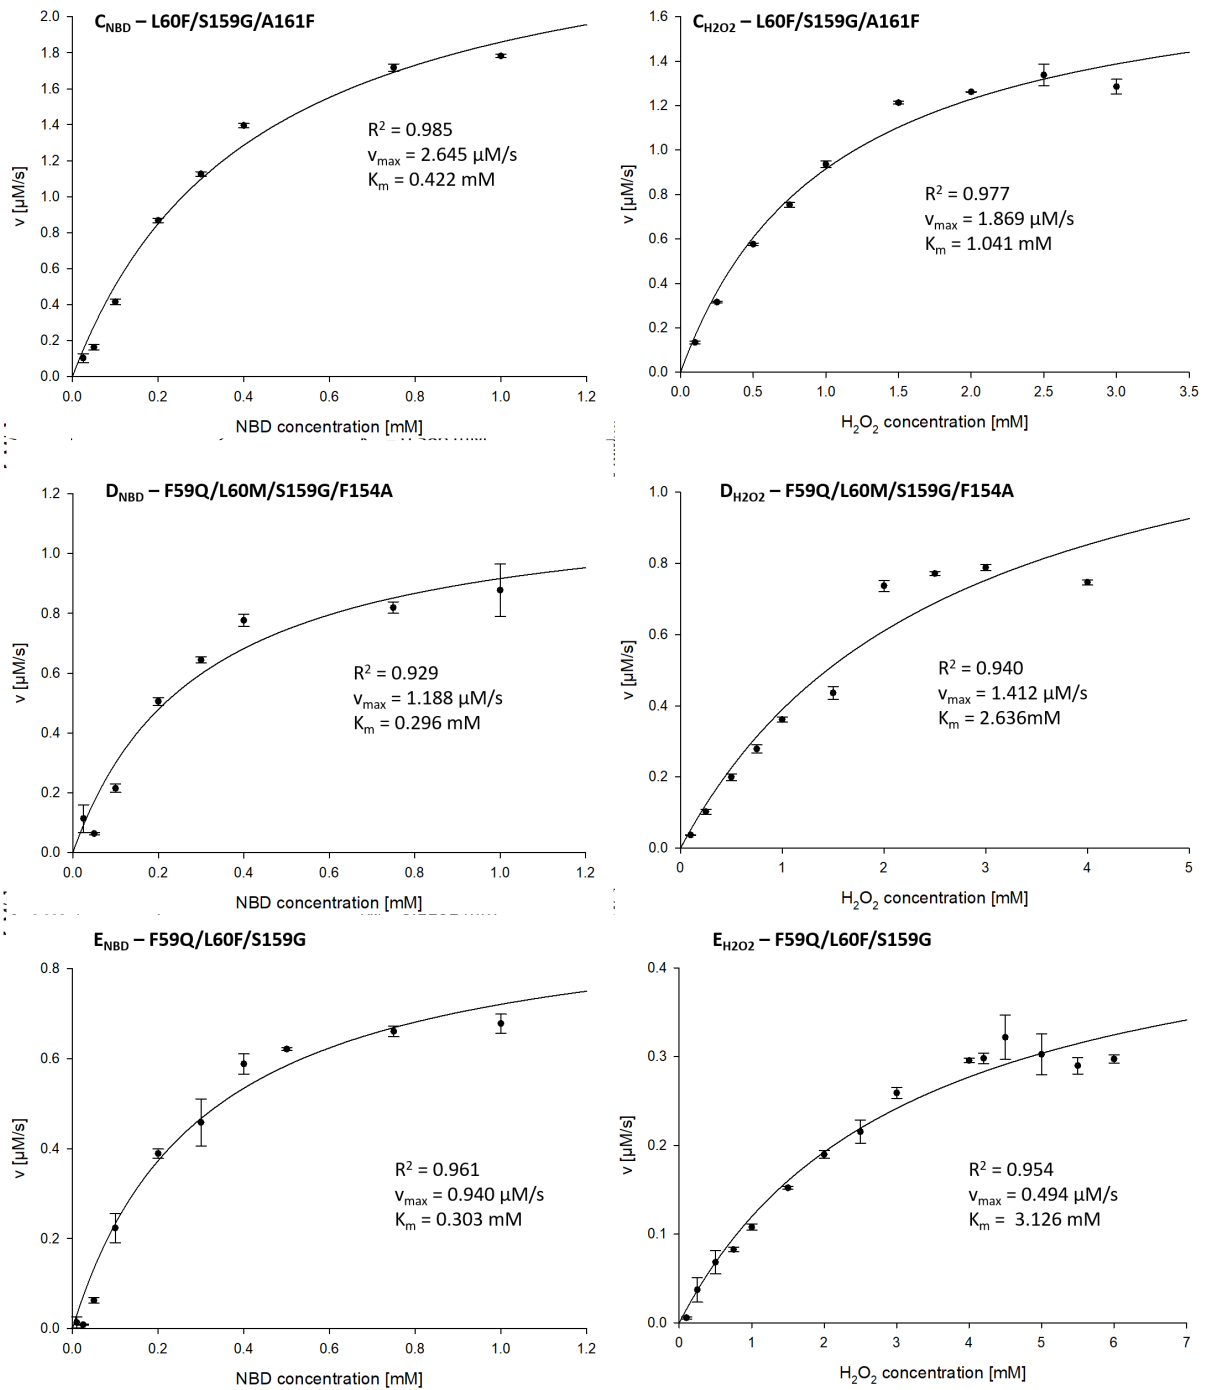 C_NBD – L60F/S159G/A161F
2.0
1.8
1.6
1.4
1.2
1.0
0.8
0.6
0.4
0.2
0.0
v [µM/s]
R² = 0.985
v_max = 2.645 µM/s
K_m = 0.422 mM
0.0 0.2 0.4 0.6 0.8 1.0 1.2
NBD concentration [mM]
C_H2O2 – L60F/S159G/A161F
1.6
1.4
1.2
1.0
0.8
0.6
0.4
0.2
0.0
v [µM/s]
R² = 0.977
v_max = 1.869 µM/s
K_m = 1.041 mM
0.0 0.5 1.0 1.5 2.0 2.5 3.0 3.5
H₂O₂ concentration [mM]
D_NBD – F59Q/L60M/S159G/F154A
1.2
1.0
0.8
0.6
0.4
0.2
0.0
v [µM/s]
R² = 0.929
v_max = 1.188 µM/s
K_m = 0.296 mM
0.0 0.2 0.4 0.6 0.8 1.0 1.2
NBD concentration [mM]
D_H2O2 – F59Q/L60M/S159G/F154A
1.0
0.8
0.6
0.4
0.2
0.0
v [µM/s]
R² = 0.940
v_max = 1.412 µM/s
K_m = 2.636mM
0 1 2 3 4 5
H₂O₂ concentration [mM]
E_NBD – F59Q/L60F/S159G
0.8
0.6
0.4
0.2
0.0
v [µM/s]
R² = 0.961
v_max = 0.940 µM/s
K_m = 0.303 mM
0.0 0.2 0.4 0.6 0.8 1.0 1.2
NBD concentration [mM]
E_H2O2 – F59Q/L60F/S159G
0.4
0.3
0.2
0.1
0.0
v [µM/s]
R² = 0.954
v_max = 0.494 µM/s
K_m = 3.126 mM
0 1 2 3 4 5 6 7
H₂O₂ concentration [mM]